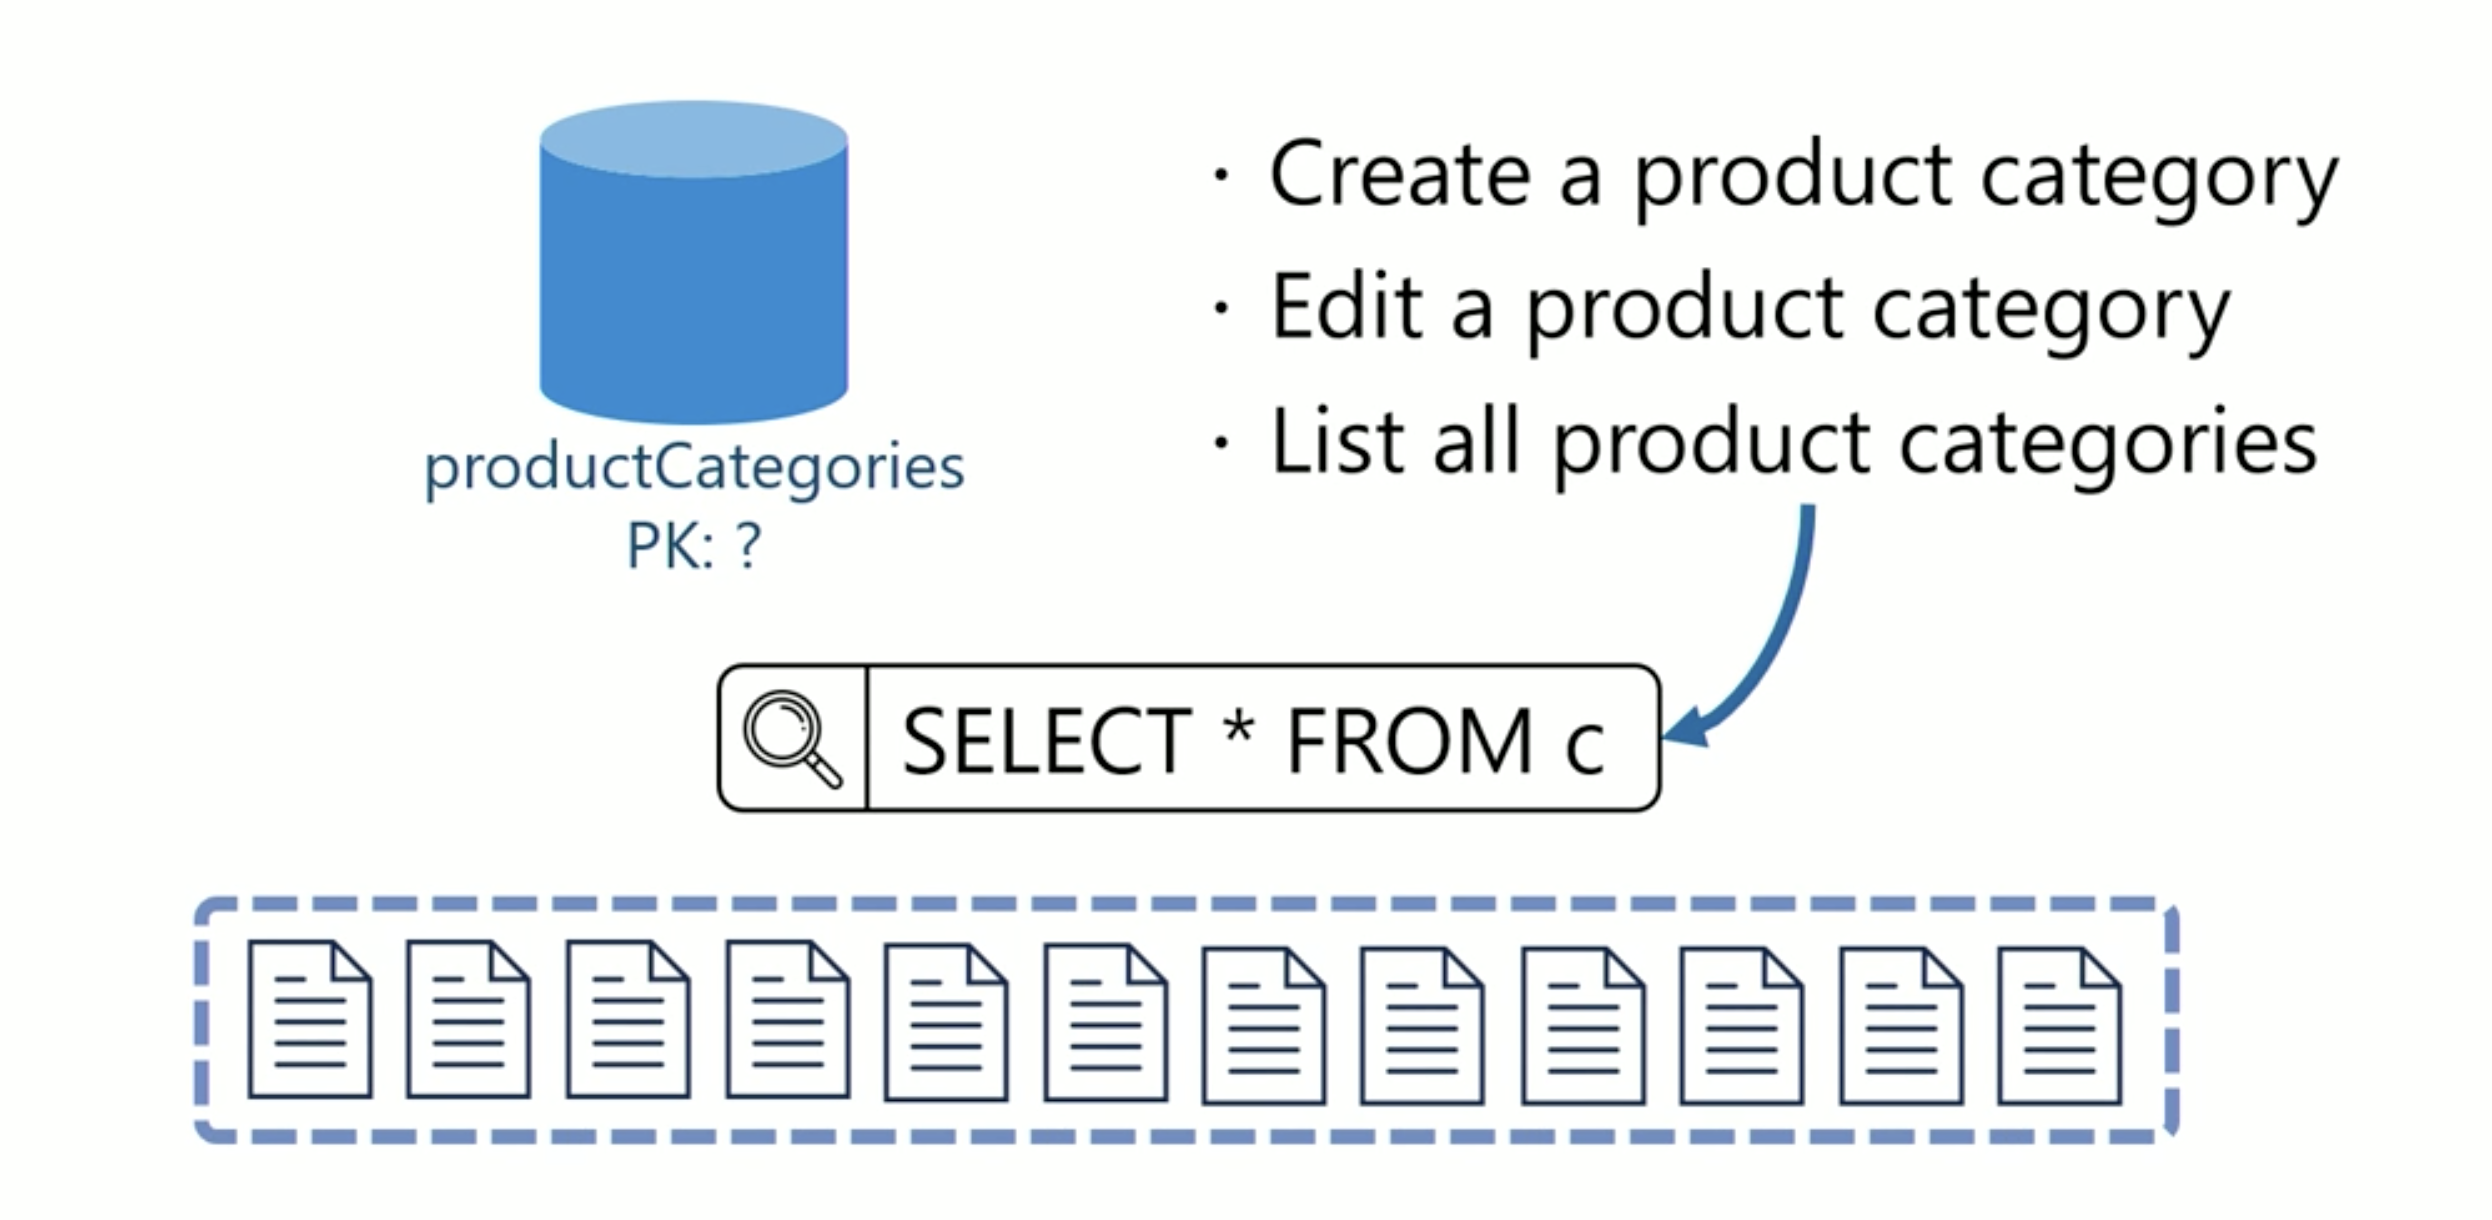 productCategories
PK: ?
· Create a product category
· Edit a product category
· List all product categories
SELECT * FROM c